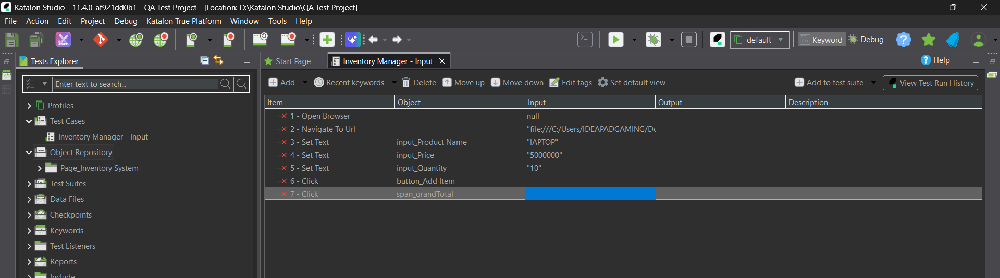 Katalon Studio - 11.4.0-af921dd0b1 - QA Test Project - [Location: D:\Katalon Studio\QA Test Project]
File Action Edit Project Debug Katalon True Platform Window Tools Help
default Keyword Debug
Tests Explorer
Start Page Inventory Manager - Input Help
Enter text to search...
Add Recent keywords Delete Move up Move down Edit tags Set default view Add to test suite View Test Run History
Profiles
Test Cases
Inventory Manager - Input
Object Repository
Page_Inventory System
Test Suites
Data Files
Checkpoints
Keywords
Test Listeners
Reports
Include
Item Object Input Output Description
1 - Open Browser null
2 - Navigate To Url "file:///C:/Users/IDEAPADGAMING/Dc
3 - Set Text input_Product Name "lAPTOP"
4 - Set Text input_Price "5000000"
5 - Set Text input_Quantity "10"
6 - Click button_Add Item
7 - Click span_grandTotal